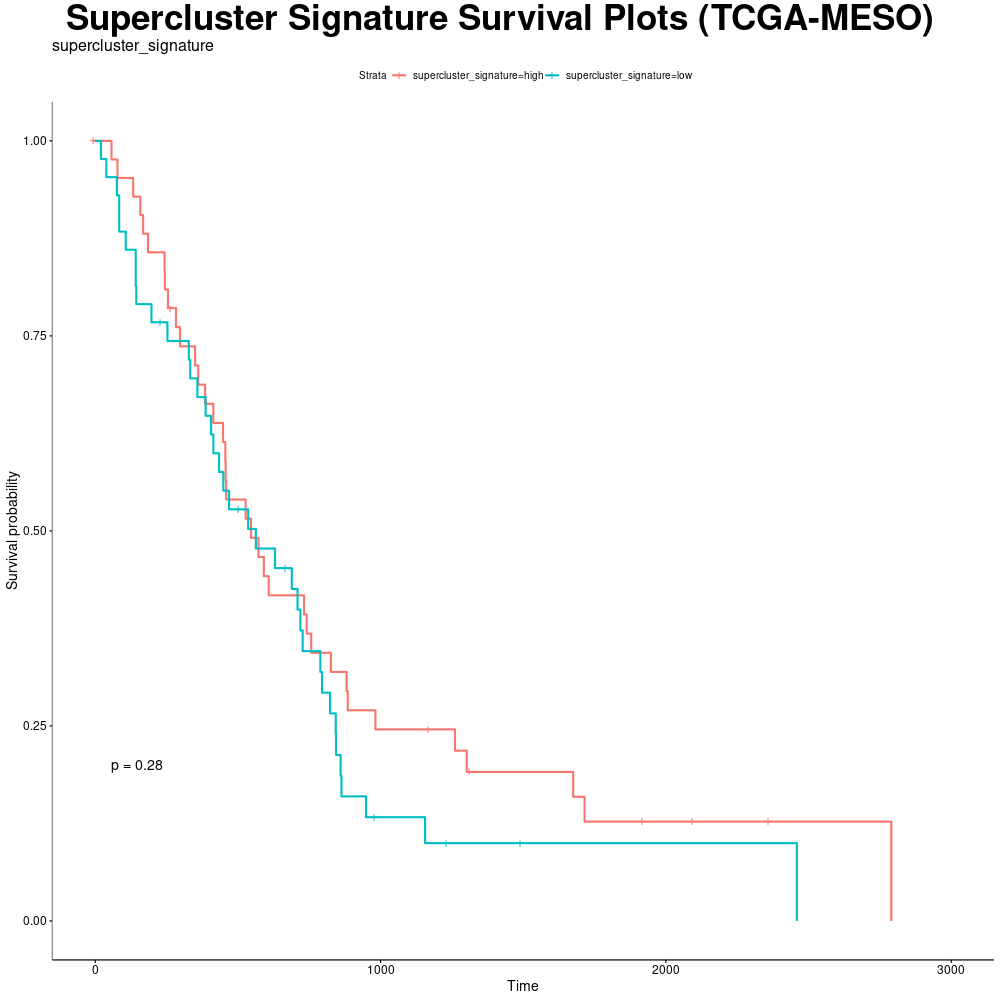 Supercluster Signature Survival Plots (TCGA-MESO)
supercluster_signature
Strata supercluster_signature=high supercluster_signature=low
1.00
0.75
0.50
0.25
0.00
Survival probability
p = 0.28
0 1000 2000 3000
Time